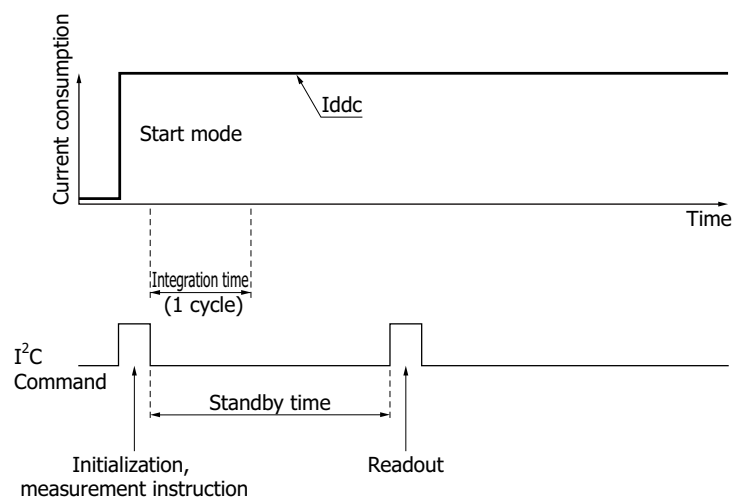 Current consumption
Iddc
Start mode
Time
Integration time
(1 cycle)
I²C
Command
Standby time
Initialization,
measurement instruction
Readout